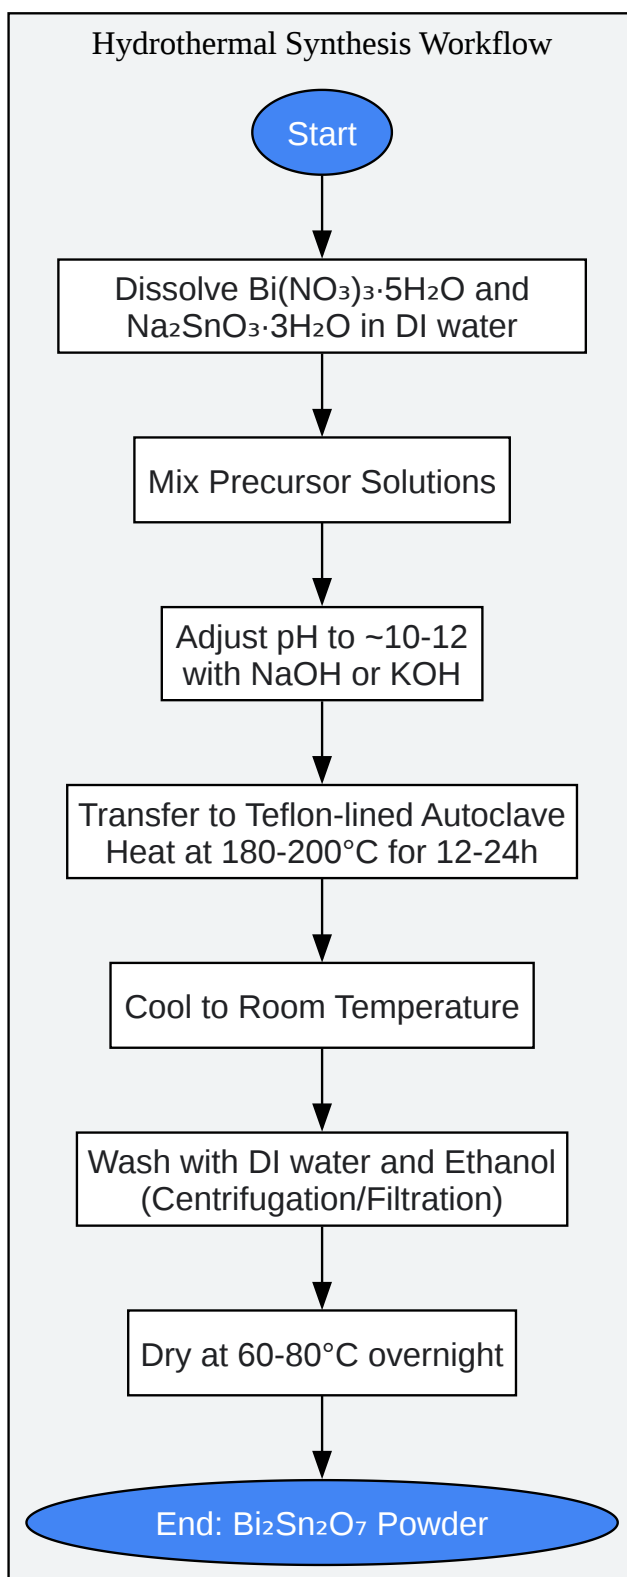 Hydrothermal Synthesis Workflow
Start
Dissolve Bi(NO₃)₃·5H₂O and
Na₂SnO₃·3H₂O in DI water
Mix Precursor Solutions
Adjust pH to ~10-12
with NaOH or KOH
Transfer to Teflon-lined Autoclave
Heat at 180-200°C for 12-24h
Cool to Room Temperature
Wash with DI water and Ethanol
(Centrifugation/Filtration)
Dry at 60-80°C overnight
End: Bi₂Sn₂O₇ Powder